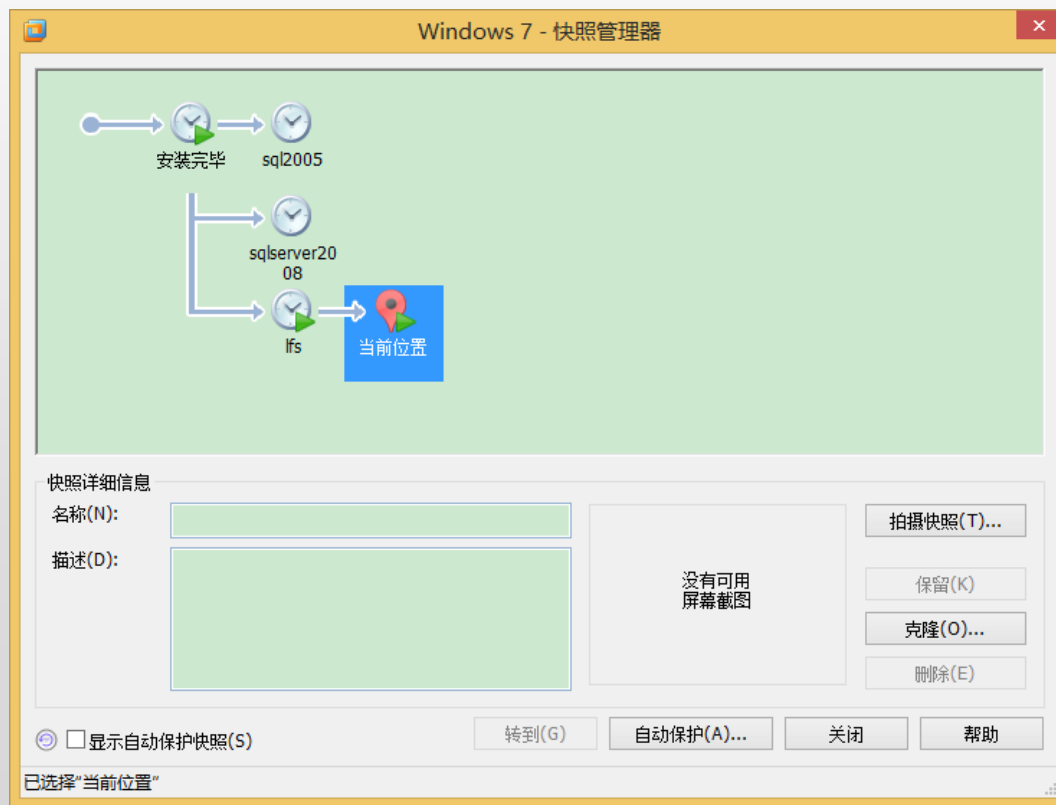 Windows 7 - 快照管理器
安装完毕
sql2005
sqlserver20
08
lfs
当前位置
快照详细信息
名称(N):
描述(D):
没有可用
屏幕截图
拍摄快照(T)...
保留(K)
克隆(O)...
删除(E)
显示自动保护快照(S)
转到(G)
自动保护(A)...
关闭
帮助
已选择"当前位置"